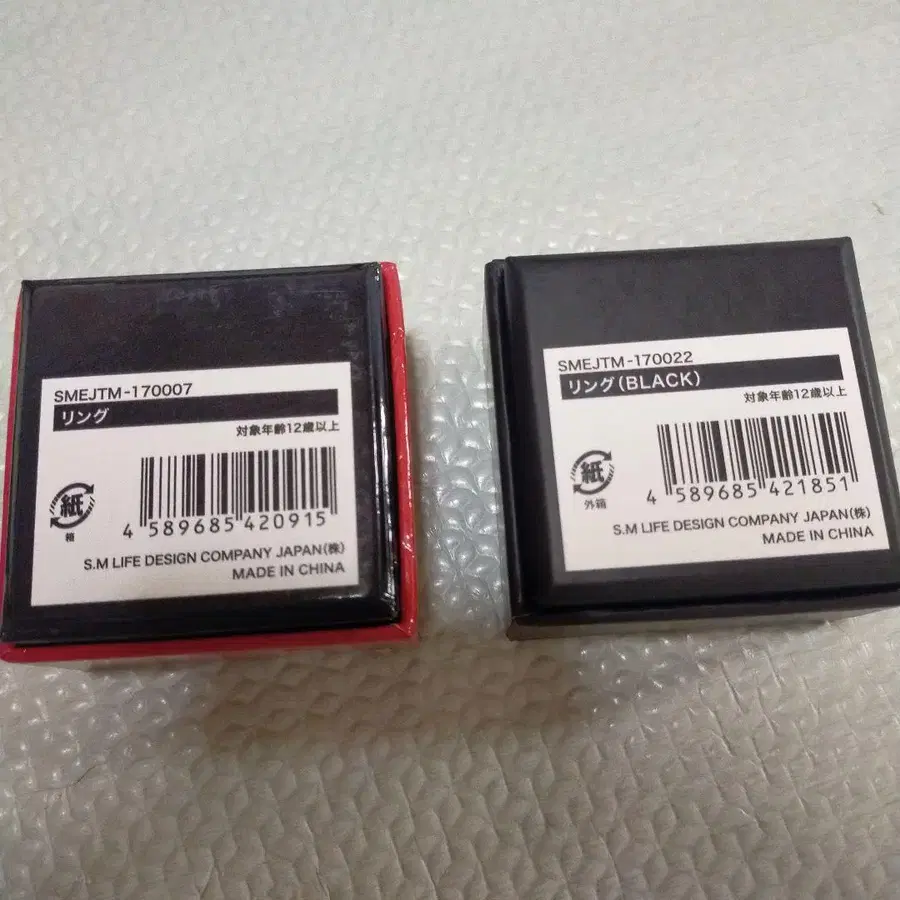 SMEJTM-170007
リング
対象年齢12歳以上
紙
箱
4 589685 420915
S.M LIFE DESIGN COMPANY JAPAN(株)
MADE IN CHINA
SMEJTM-170022
リング(BLACK)
対象年齢12歳以上
紙
外箱
4 589685 421851
S.M LIFE DESIGN COMPANY JAPAN(株)
MADE IN CHINA